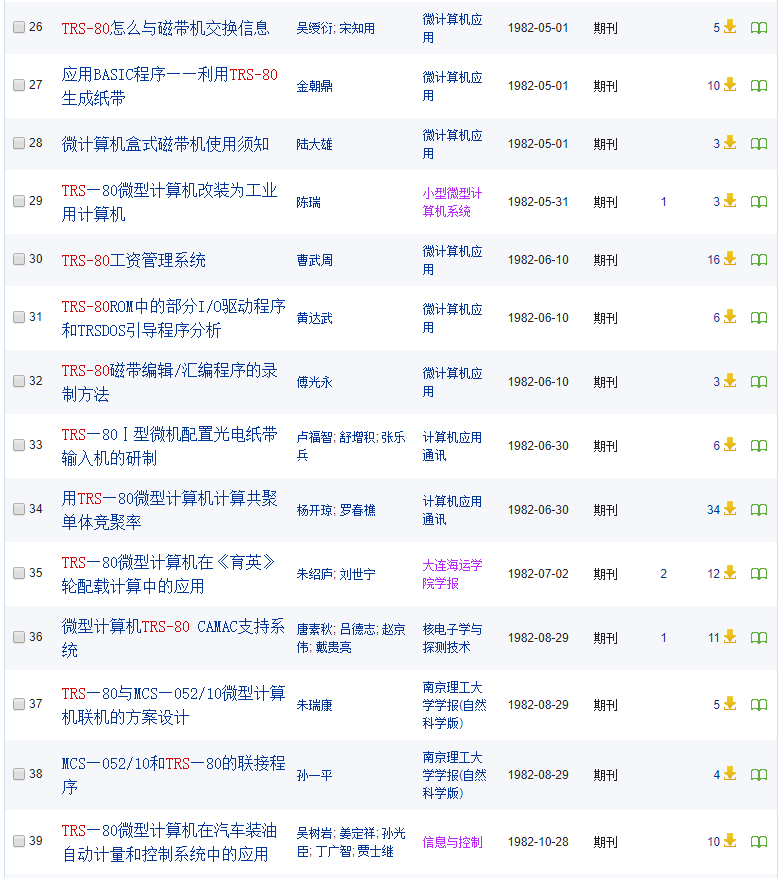 26 TRS-80怎么与磁带机交换信息 吴绶衍; 宋知用 微计算机应 1982-05-01 期刊 5
用
27 应用BASIC程序——利用TRS-80 金朝鼎 微计算机应 1982-05-01 期刊 10
生成纸带 用
28 微计算机盒式磁带机使用须知 陆大雄 微计算机应 1982-05-01 期刊 3
用
29 TRS—80微型计算机改装为工业 陈瑞 小型微型计 1982-05-31 期刊 1 3
用计算机 算机系统
30 TRS-80工资管理系统 曹武周 微计算机应 1982-06-10 期刊 16
用
31 TRS-80ROM中的部分I/O驱动程序 黄达武 微计算机应 1982-06-10 期刊 6
和TRSDOS引导程序分析 用
32 TRS-80磁带编辑/汇编程序的录 傅光永 微计算机应 1982-06-10 期刊 3
制方法 用
33 TRS—80Ⅰ型微机配置光电纸带 卢福智; 舒增积; 张乐 计算机应用 1982-06-30 期刊 6
输入机的研制 兵 通讯
34 用TRS—80微型计算机计算共聚 杨开琼; 罗春樵 计算机应用 1982-06-30 期刊 34
单体竞聚率 通讯
35 TRS—80微型计算机在《育英》 朱绍庐; 刘世宁 大连海运学 1982-07-02 期刊 2 12
轮配载计算中的应用 院学报
36 微型计算机TRS-80 CAMAC支持系 唐素秋; 吕德志; 赵京 核电子学与 1982-08-29 期刊 1 11
统 伟; 戴贵亮 探测技术
37 TRS—80与MCS—052/10微型计算 朱瑞康 南京理工大 1982-08-29 期刊 5
机联机的方案设计 学学报(自然
科学版)
38 MCS—052/10和TRS—80的联接程 孙一平 南京理工大 1982-08-29 期刊 4
序 学学报(自然
科学版)
39 TRS—80微型计算机在汽车装油 吴树岩; 姜定祥; 孙光 信息与控制 1982-10-28 期刊 10
自动计量和控制系统中的应用 臣; 丁广智; 贾士维